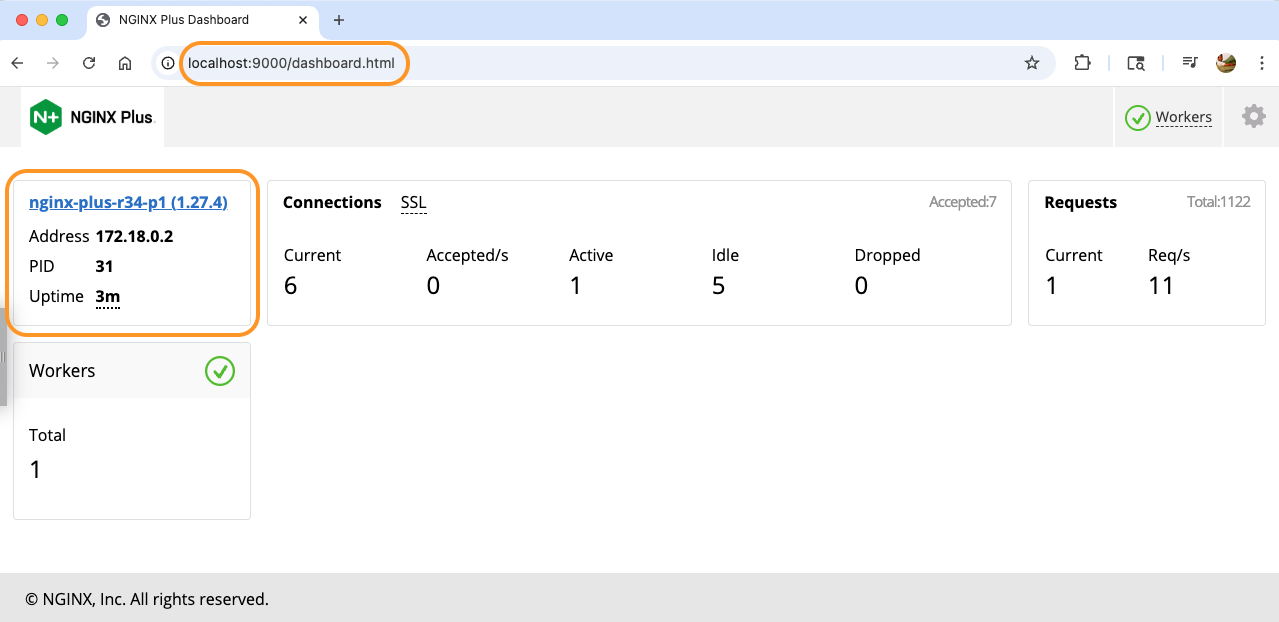 NGINX Plus Dashboard
localhost:9000/dashboard.html
N+ NGINX Plus
Workers
nginx-plus-r34-p1 (1.27.4)
Address 172.18.0.2
PID 31
Uptime 3m
Connections SSL Accepted:7
Current Accepted/s Active Idle Dropped
6 0 1 5 0
Requests Total:1122
Current Req/s
1 11
Workers
Total
1
© NGINX, Inc. All rights reserved.